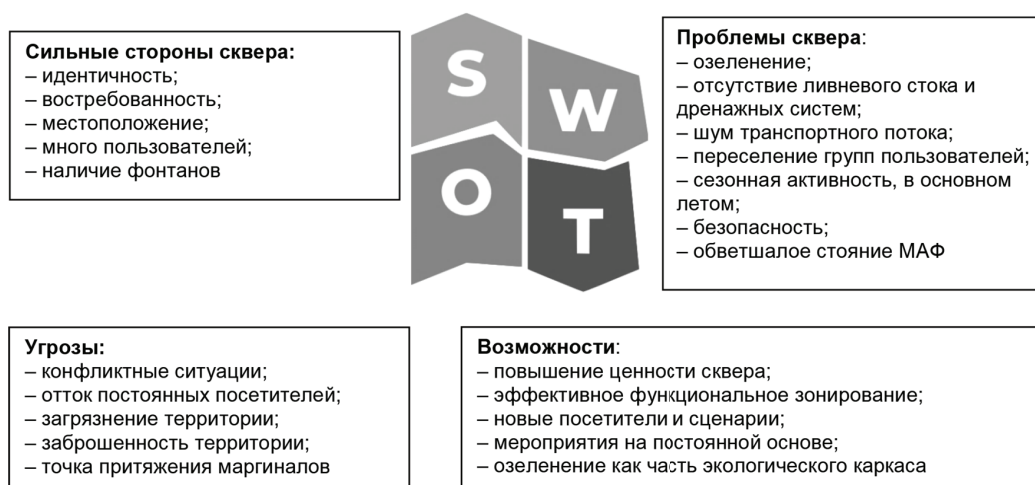 Сильные стороны сквера:
– идентичность;
– востребованность;
– местоположение;
– много пользователей;
– наличие фонтанов
S
W
O
T
Проблемы сквера:
– озеленение;
– отсутствие ливневого стока и
дренажных систем;
– шум транспортного потока;
– переселение групп пользователей;
– сезонная активность, в основном
летом;
– безопасность;
– обветшалое стояние МАФ
Угрозы:
– конфликтные ситуации;
– отток постоянных посетителей;
– загрязнение территории;
– заброшенность территории;
– точка притяжения маргиналов
Возможности:
– повышение ценности сквера;
– эффективное функциональное зонирование;
– новые посетители и сценарии;
– мероприятия на постоянной основе;
– озеленение как часть экологического каркаса